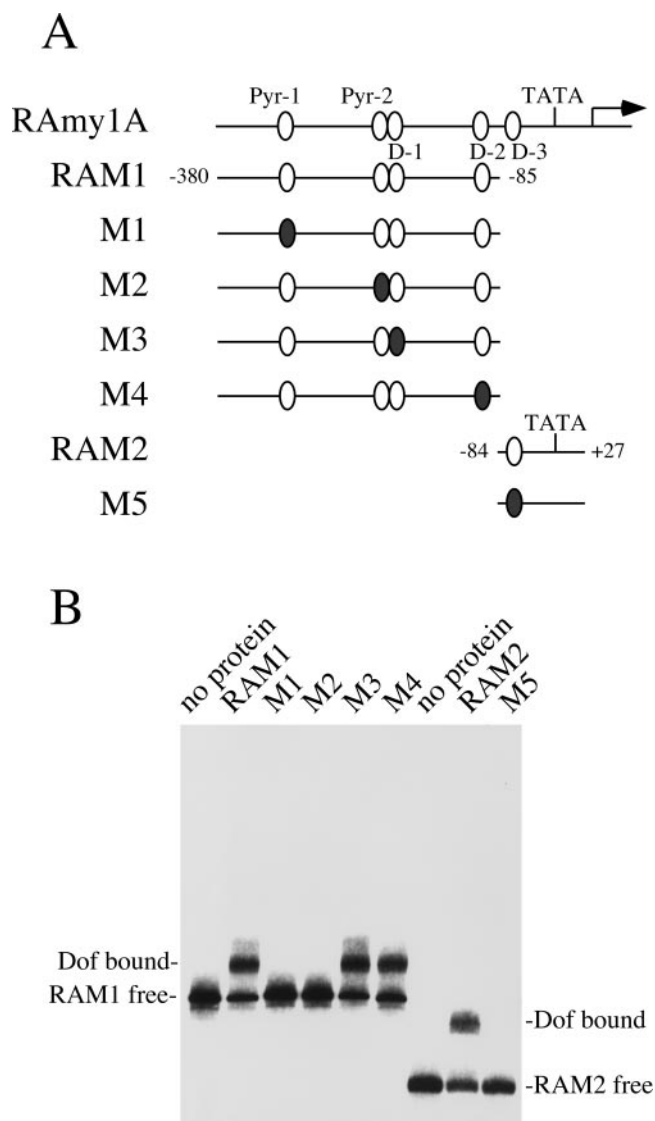 A
Pyr-1 Pyr-2 TATA
RAmy1A
D-1 D-2 D-3
RAM1 -380 -85
M1
M2
M3
M4
TATA
RAM2 -84 +27
M5
B
no protein RAM1 M1 M2 M3 M4 no protein RAM2 M5
Dof bound-
RAM1 free-
-Dof bound
-RAM2 free